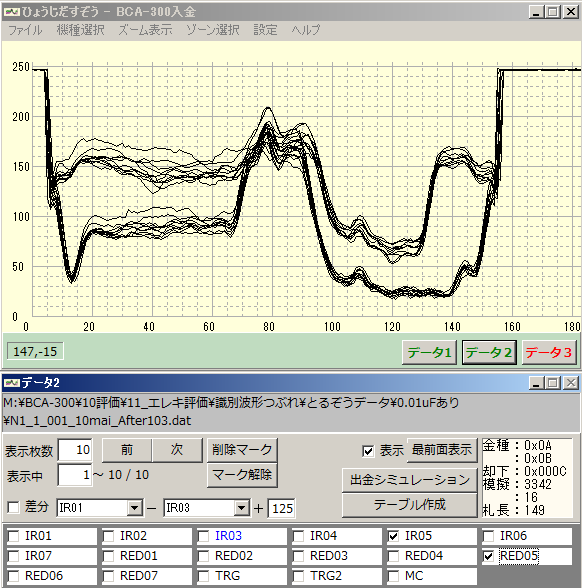 ひょうじだすぞう - BCA-300入金
ファイル 機種選択 ズーム表示 ゾーン選択 設定 ヘルプ
250
200
150
100
50
0
0 20 40 60 80 100 120 140 160 180
147,-15 データ1 データ2 データ3
データ2
M:¥BCA-300¥10評価¥11_エレキ評価¥識別波形つぶれ¥とるぞうデータ¥0.01uFあり
¥N1_1_001_10mai_After103.dat
表示枚数 10 前 次 削除マーク 表示 最前面表示
表示中 1 ～ 10 / 10 マーク解除 出金シミュレーション
差分 IR01 － IR03 ＋ 125 テーブル作成
金種：0x0A
：0x0B
却下：0x000C
模擬：3342
：16
札長：149
IR01 IR02 IR03 IR04 IR05 IR06
IR07 RED01 RED02 RED03 RED04 RED05
RED06 RED07 TRG TRG2 MC